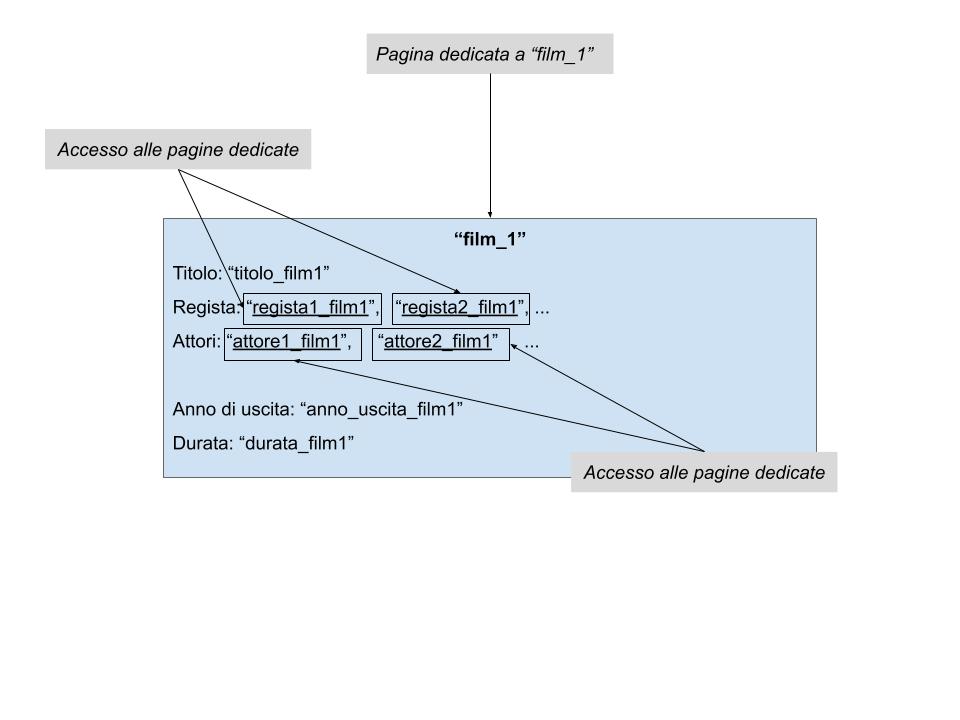 Pagina dedicata a “film_1”
Accesso alle pagine dedicate
“film_1”
Titolo: “titolo_film1”
Regista: “regista1_film1”, “regista2_film1”, ...
Attori: “attore1_film1”, “attore2_film1” ...
Anno di uscita: “anno_uscita_film1”
Durata: “durata_film1”
Accesso alle pagine dedicate